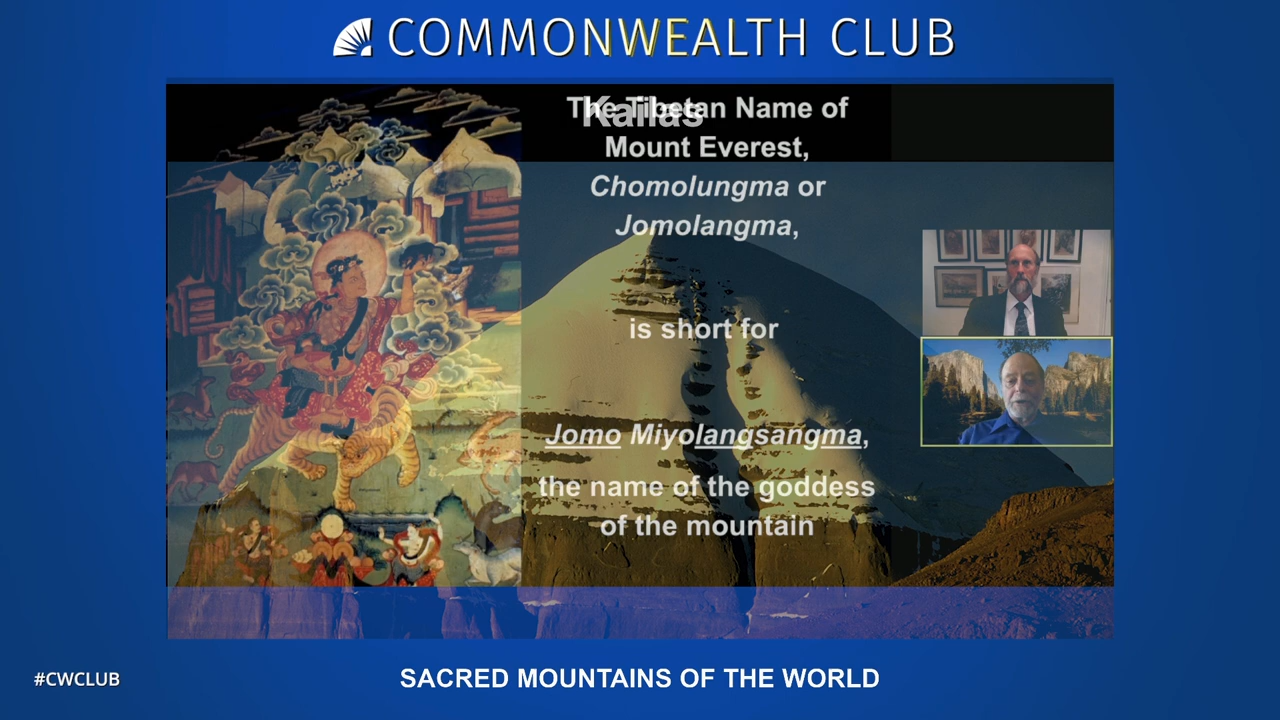 COMMONWEALTH CLUB
Kailas
The Tibetan Name of
Mount Everest,
Chomolungma or
Jomolangma,
is short for
Jomo Miyolangsangma,
the name of the goddess
of the mountain
#CWCLUB
SACRED MOUNTAINS OF THE WORLD